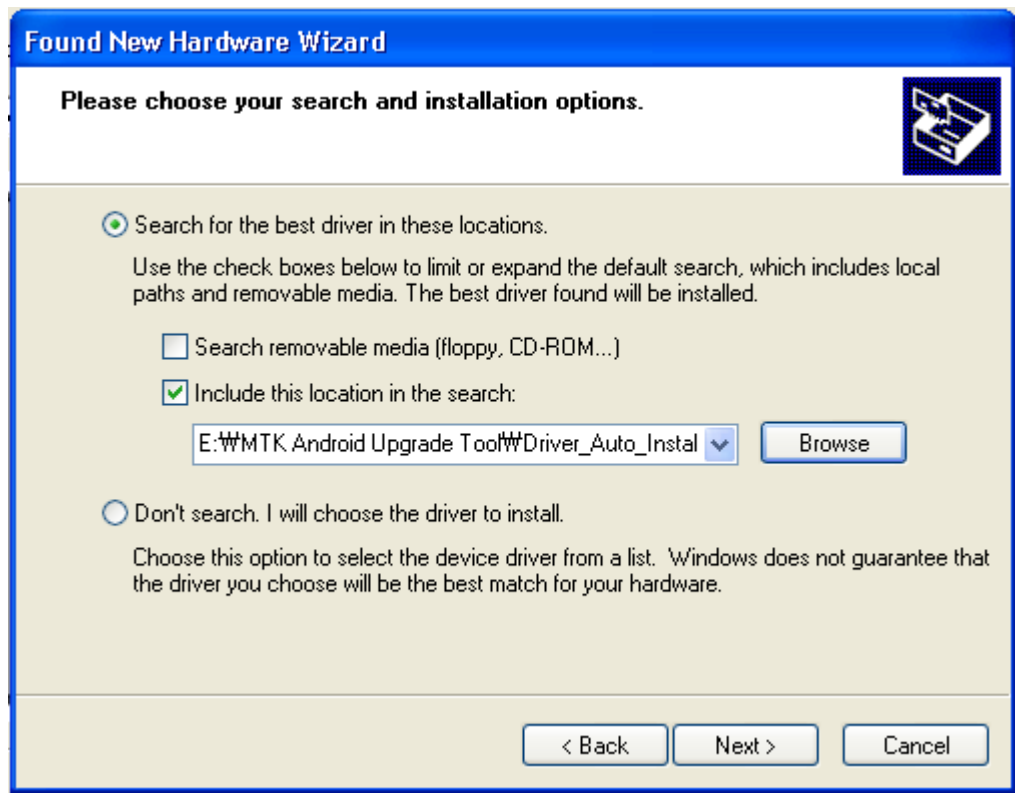 Found New Hardware Wizard
Please choose your search and installation options.
Search for the best driver in these locations.
Use the check boxes below to limit or expand the default search, which includes local
paths and removable media. The best driver found will be installed.
Search removable media (floppy, CD-ROM...)
Include this location in the search:
E:₩MTK Android Upgrade Tool₩Driver_Auto_Instal
Browse
Don't search. I will choose the driver to install.
Choose this option to select the device driver from a list.  Windows does not guarantee that
the driver you choose will be the best match for your hardware.
< Back
Next >
Cancel